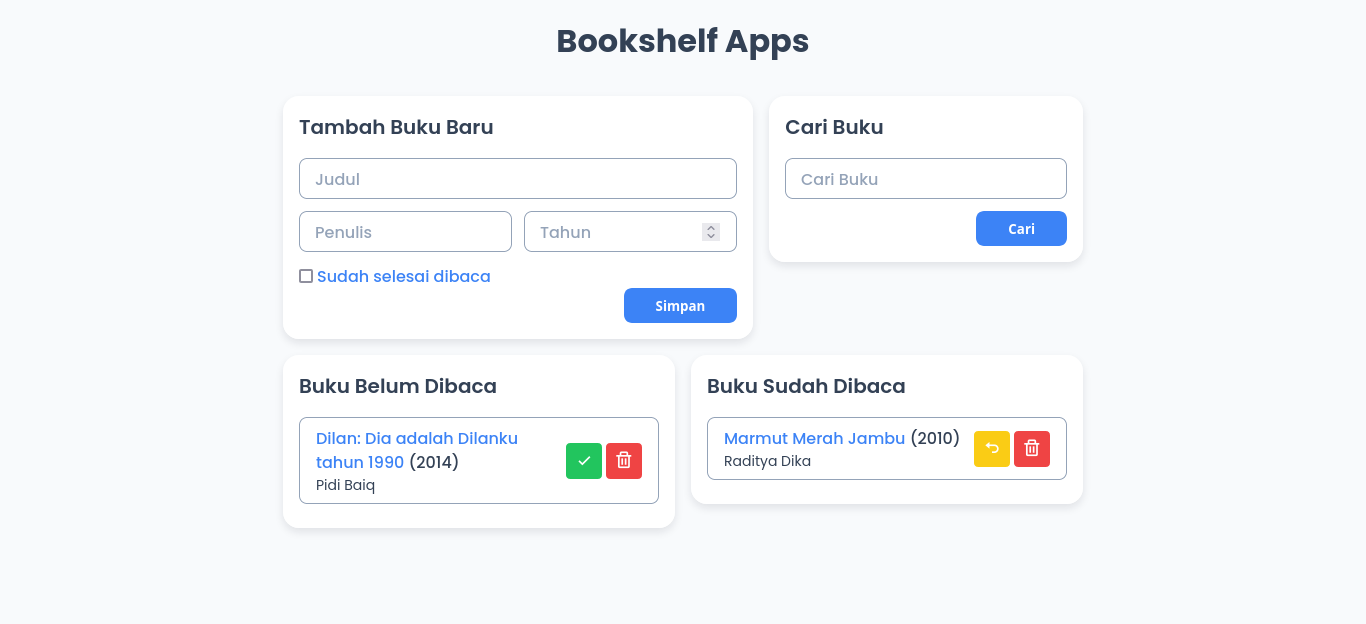 Bookshelf Apps
Tambah Buku Baru
Judul
Penulis
Tahun
Sudah selesai dibaca
Simpan
Cari Buku
Cari Buku
Cari
Buku Belum Dibaca
Dilan: Dia adalah Dilanku
tahun 1990 (2014)
Pidi Baiq
Buku Sudah Dibaca
Marmut Merah Jambu (2010)
Raditya Dika